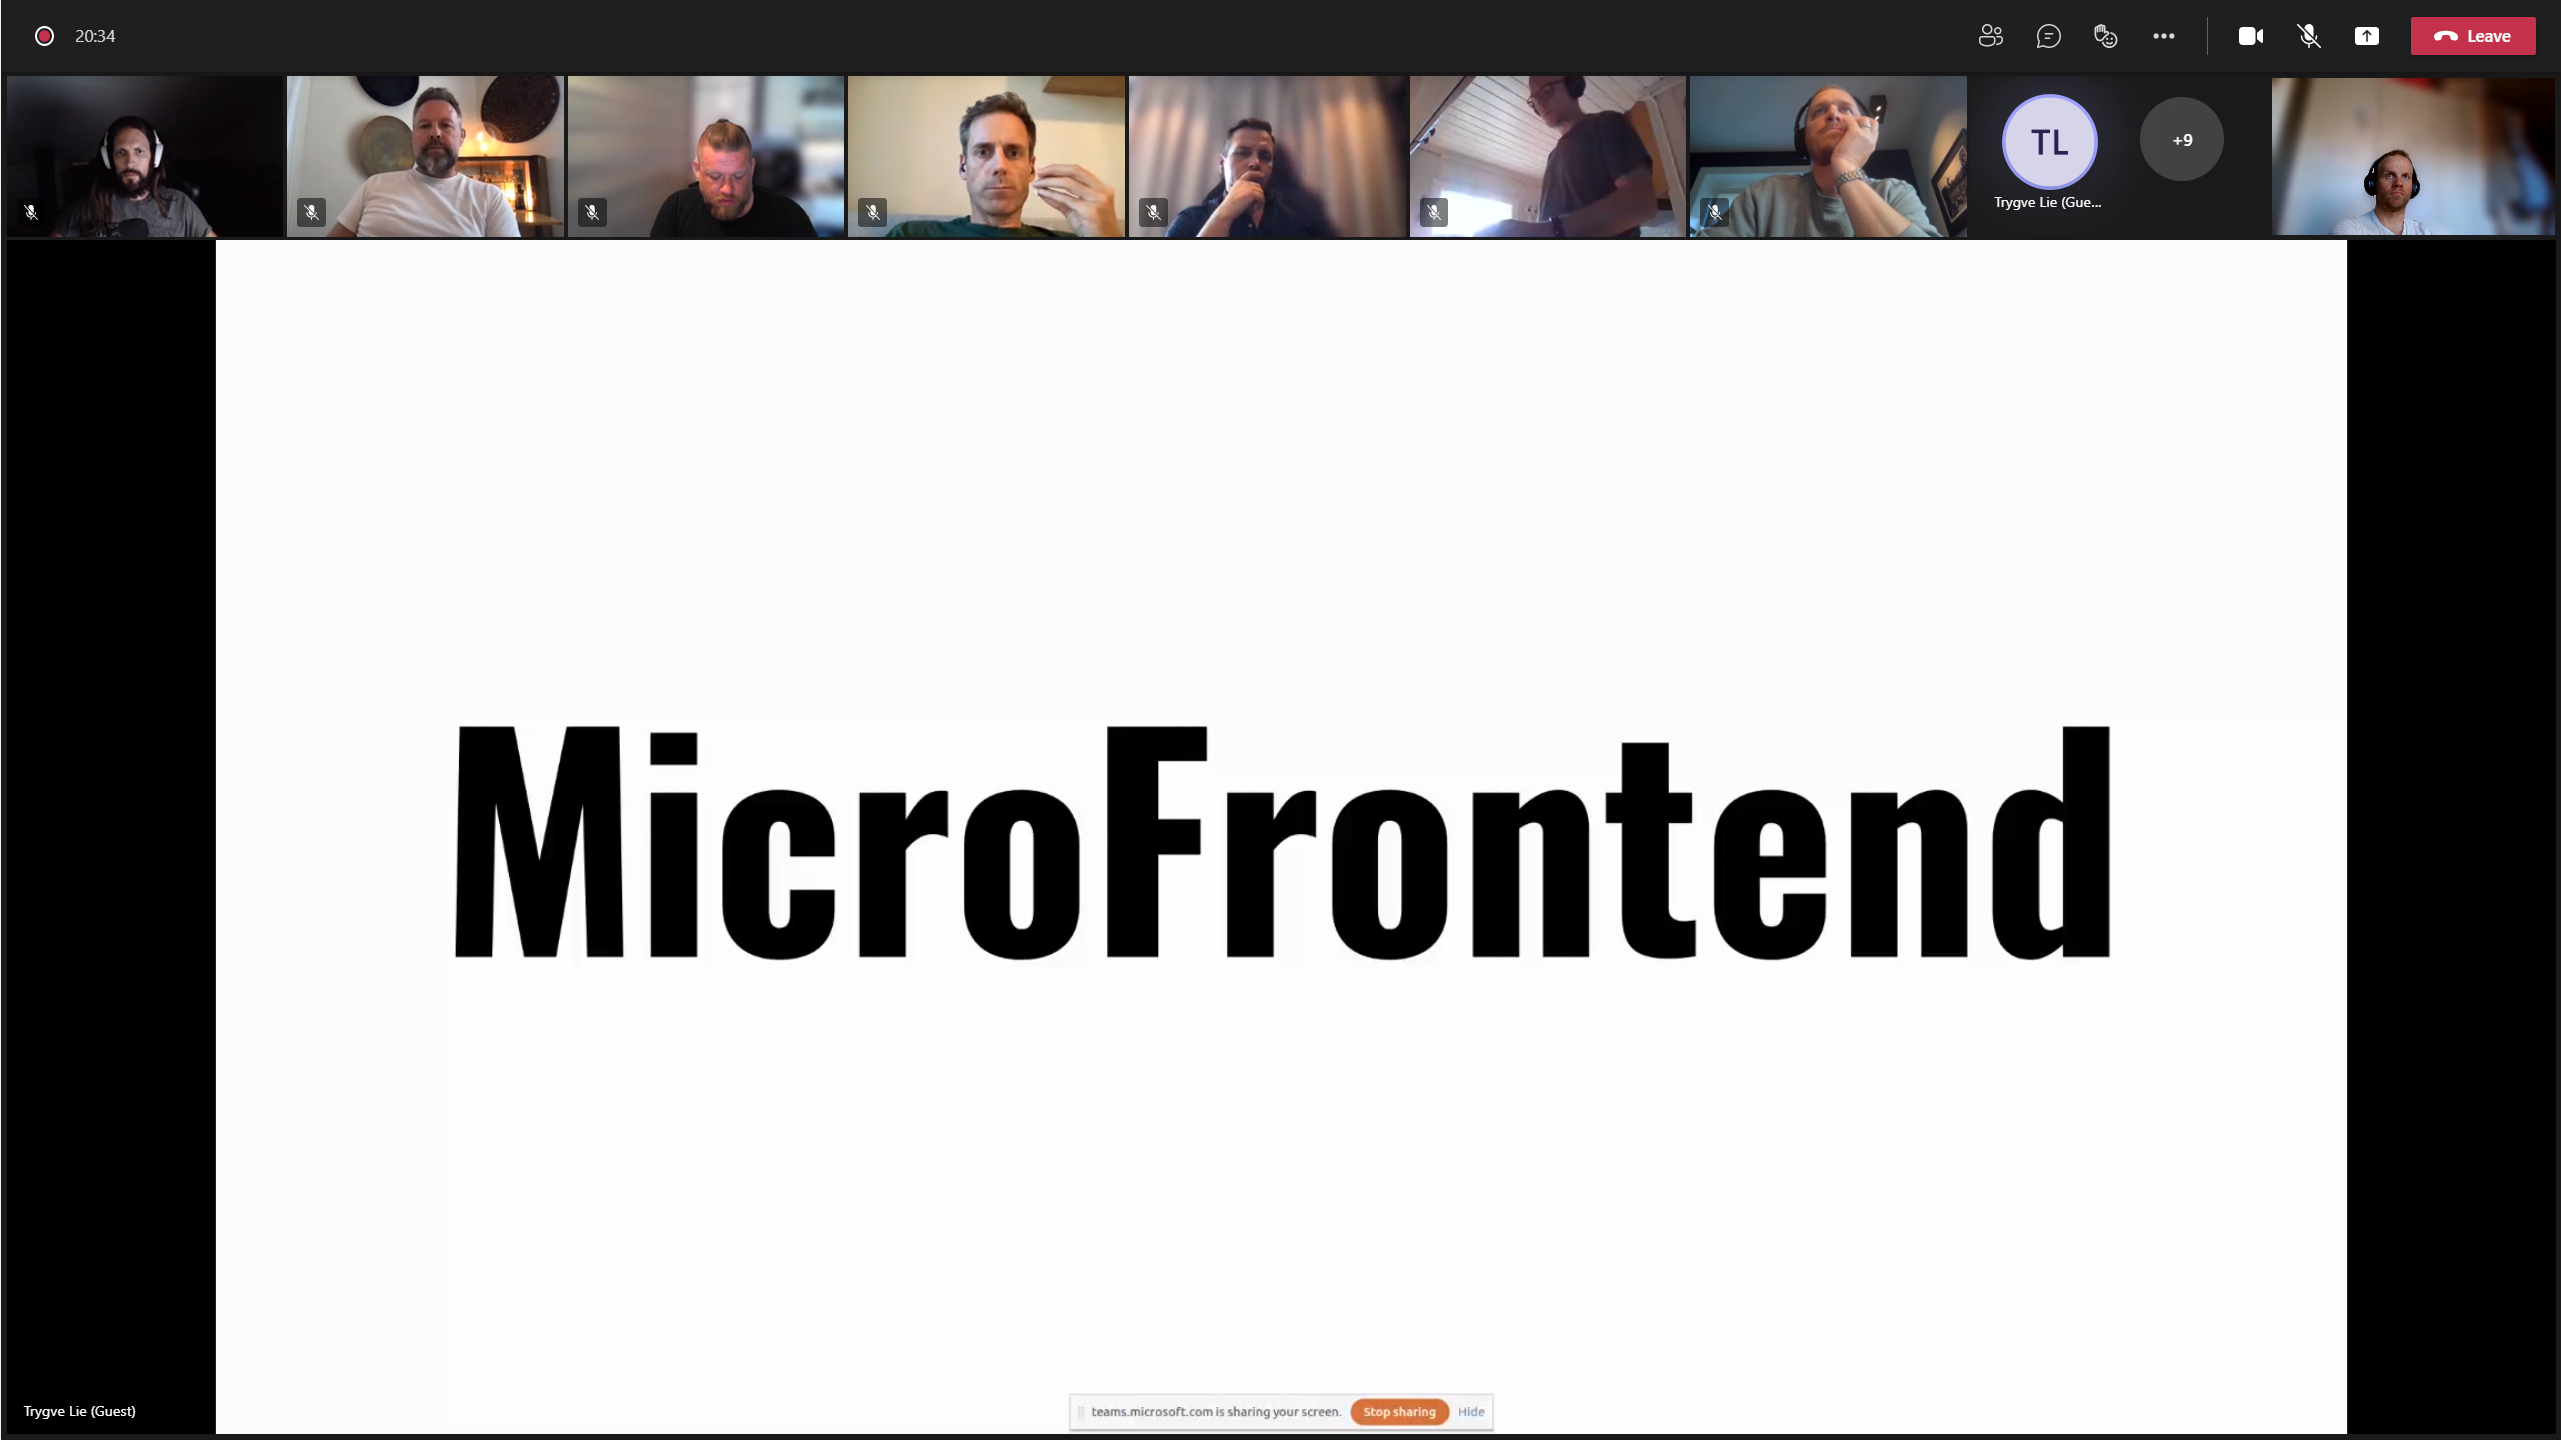 20:34
Leave
TL
+9
Trygve Lie (Gue...
MicroFrontend
Trygve Lie (Guest)
teams.microsoft.com is sharing your screen. Stop sharing Hide